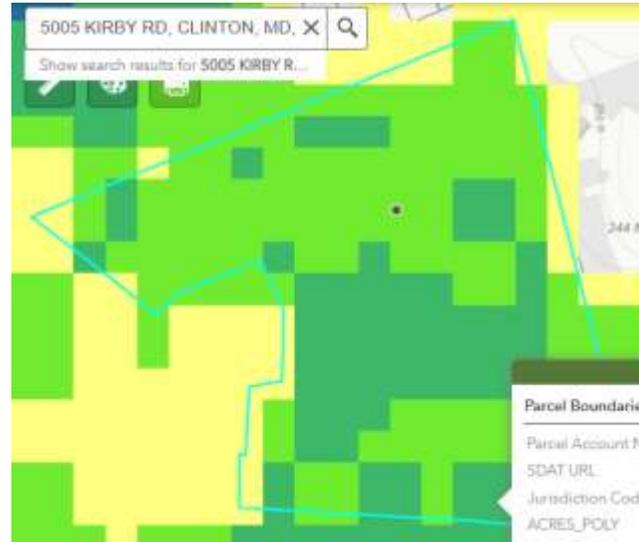 5005 KIRBY RD, CLINTON, MD,
Show search results for 5005 KIRBY R...
244
Parcel Boundarie
Parcel Account N
SDAT URL
Jurisdiction Cod
ACRES_POLY